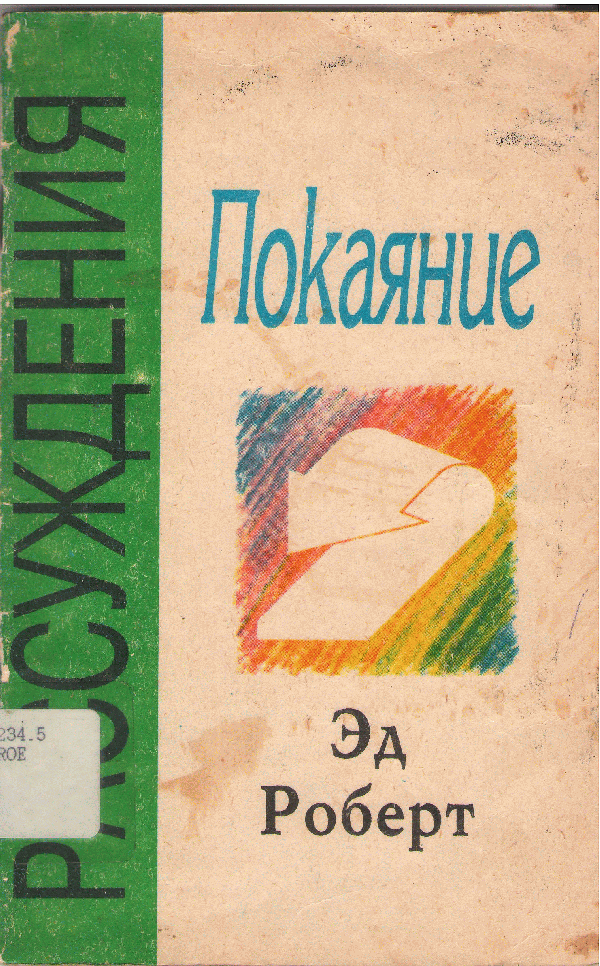 РАССУЖДЕНИЯ
Покаяние
Эд
Роберт
234.5
ROE